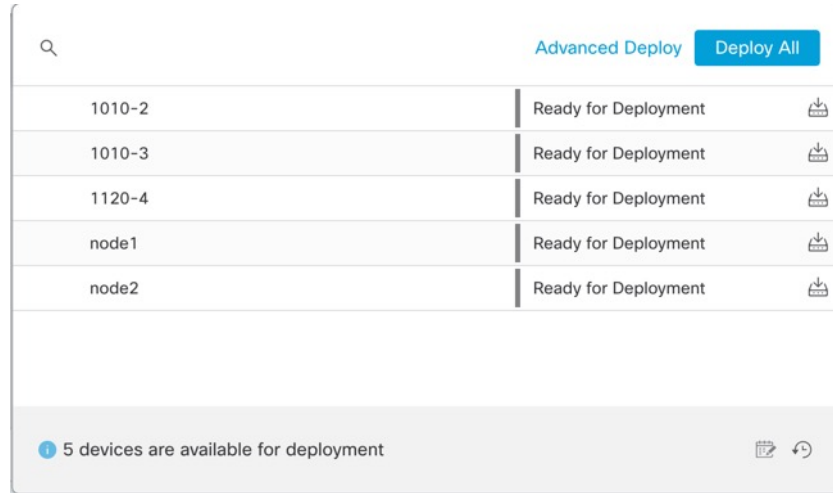 Advanced Deploy Deploy All
1010-2 Ready for Deployment
1010-3 Ready for Deployment
1120-4 Ready for Deployment
node1 Ready for Deployment
node2 Ready for Deployment
5 devices are available for deployment